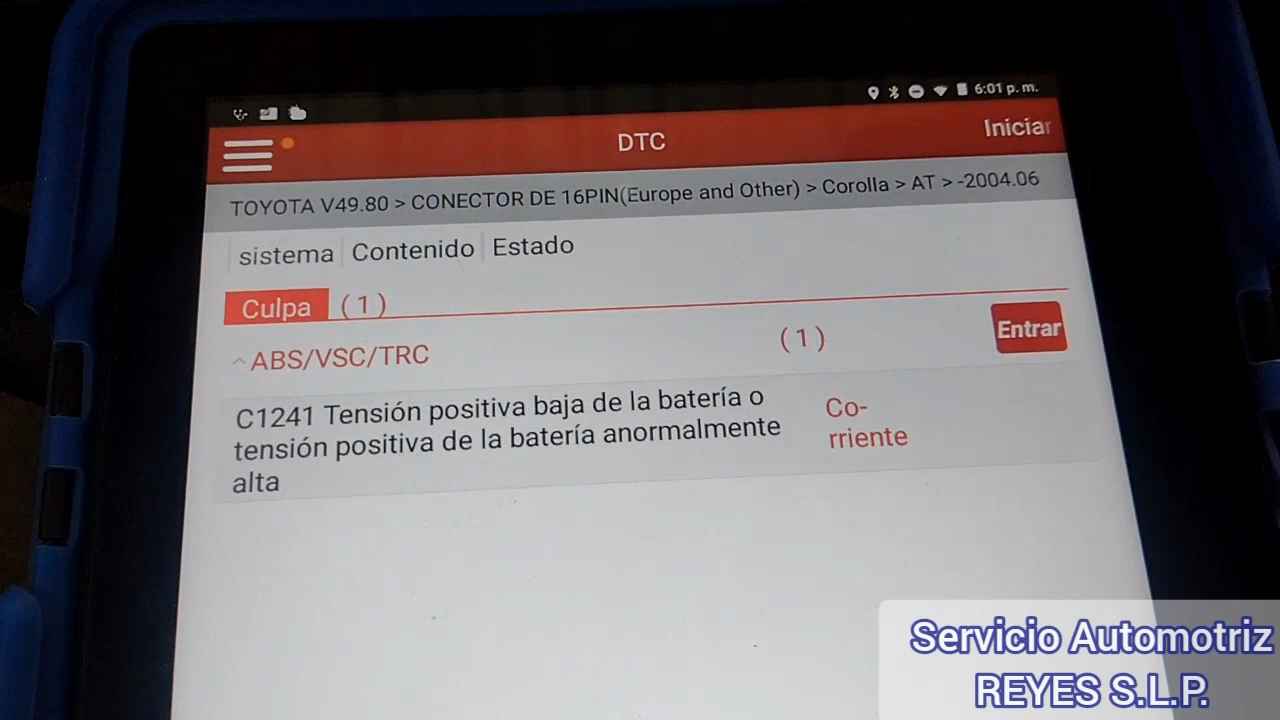 6:01 p. m.
DTC
Iniciar
TOYOTA V49.80 > CONECTOR DE 16PIN(Europe and Other) > Corolla > AT > -2004.06
sistema Contenido Estado
Culpa (1)
ABS/VSC/TRC (1) Entrar
C1241 Tensión positiva baja de la batería o
tensión positiva de la batería anormalmente
alta
Co-
rriente
Servicio Automotriz
REYES S.L.P.